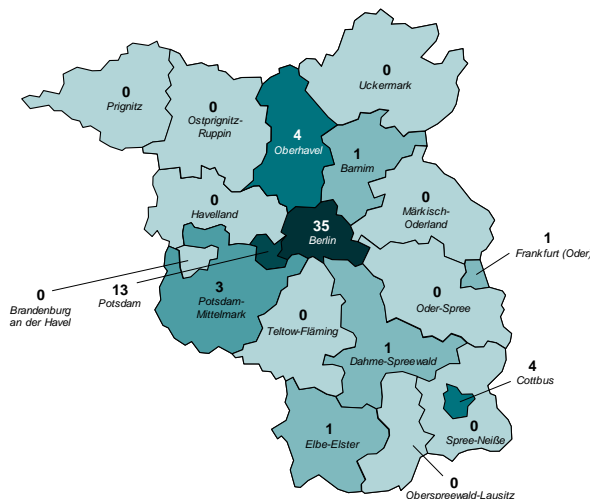 0
Uckermark
0
Prignitz
0
Ostprignitz-
Ruppin
4
Oberhavel
1
Barnim
0
Havelland
0
Märkisch-
Oderland
35
Berlin
1
Frankfurt (Oder)
0
Brandenburg
an der Havel
13
Potsdam
3
Potsdam-
Mittelmark
0
Teltow-Fläming
0
Oder-Spree
1
Dahme-Spreewald
4
Cottbus
1
Elbe-Elster
0
Spree-Neiße
0
Oberspreewald-Lausitz